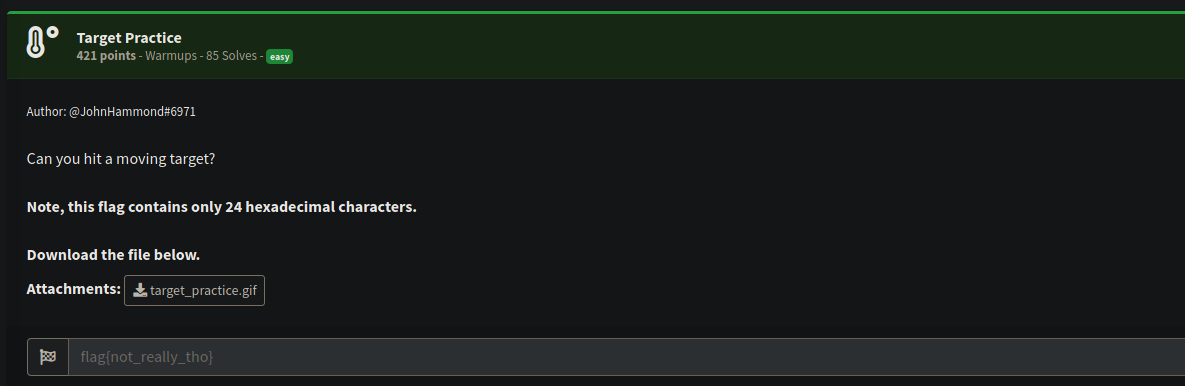 Target Practice
421 points - Warmups - 85 Solves - easy
Author: @JohnHammond#6971
Can you hit a moving target?
Note, this flag contains only 24 hexadecimal characters.
Download the file below.
Attachments: target_practice.gif
flag{not_really_tho}